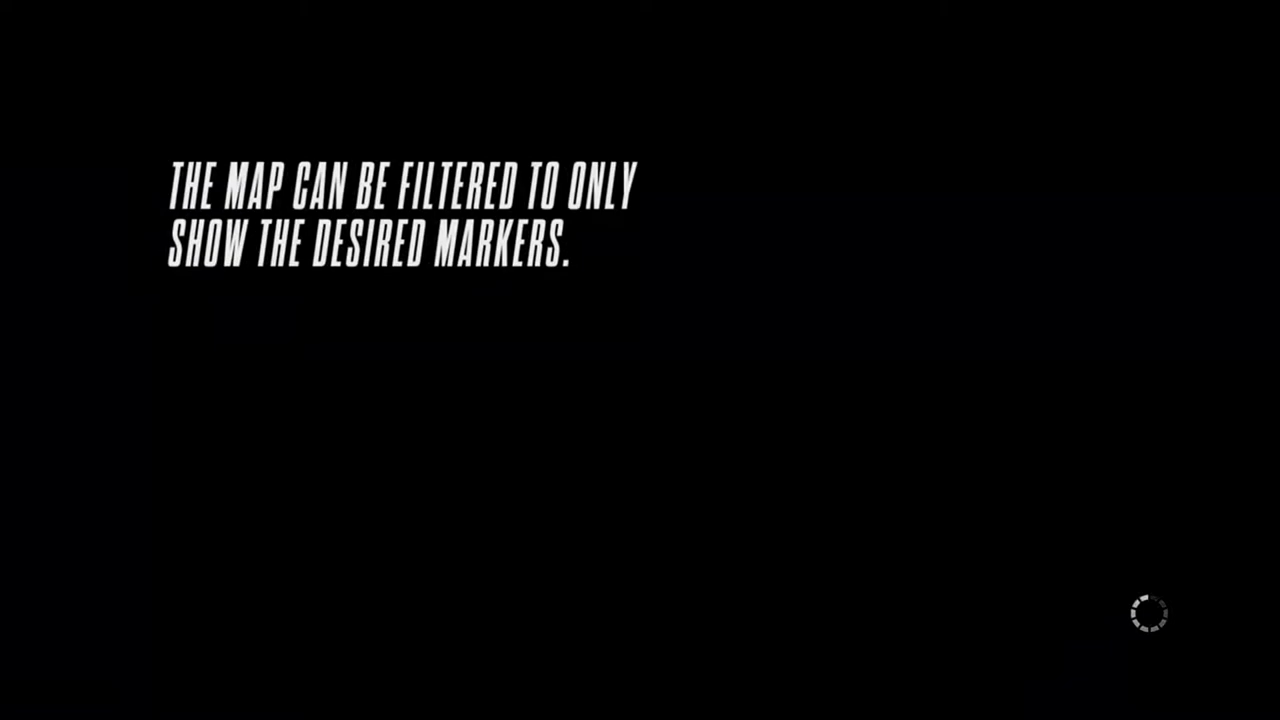 THE MAP CAN BE FILTERED TO ONLY
SHOW THE DESIRED MARKERS.